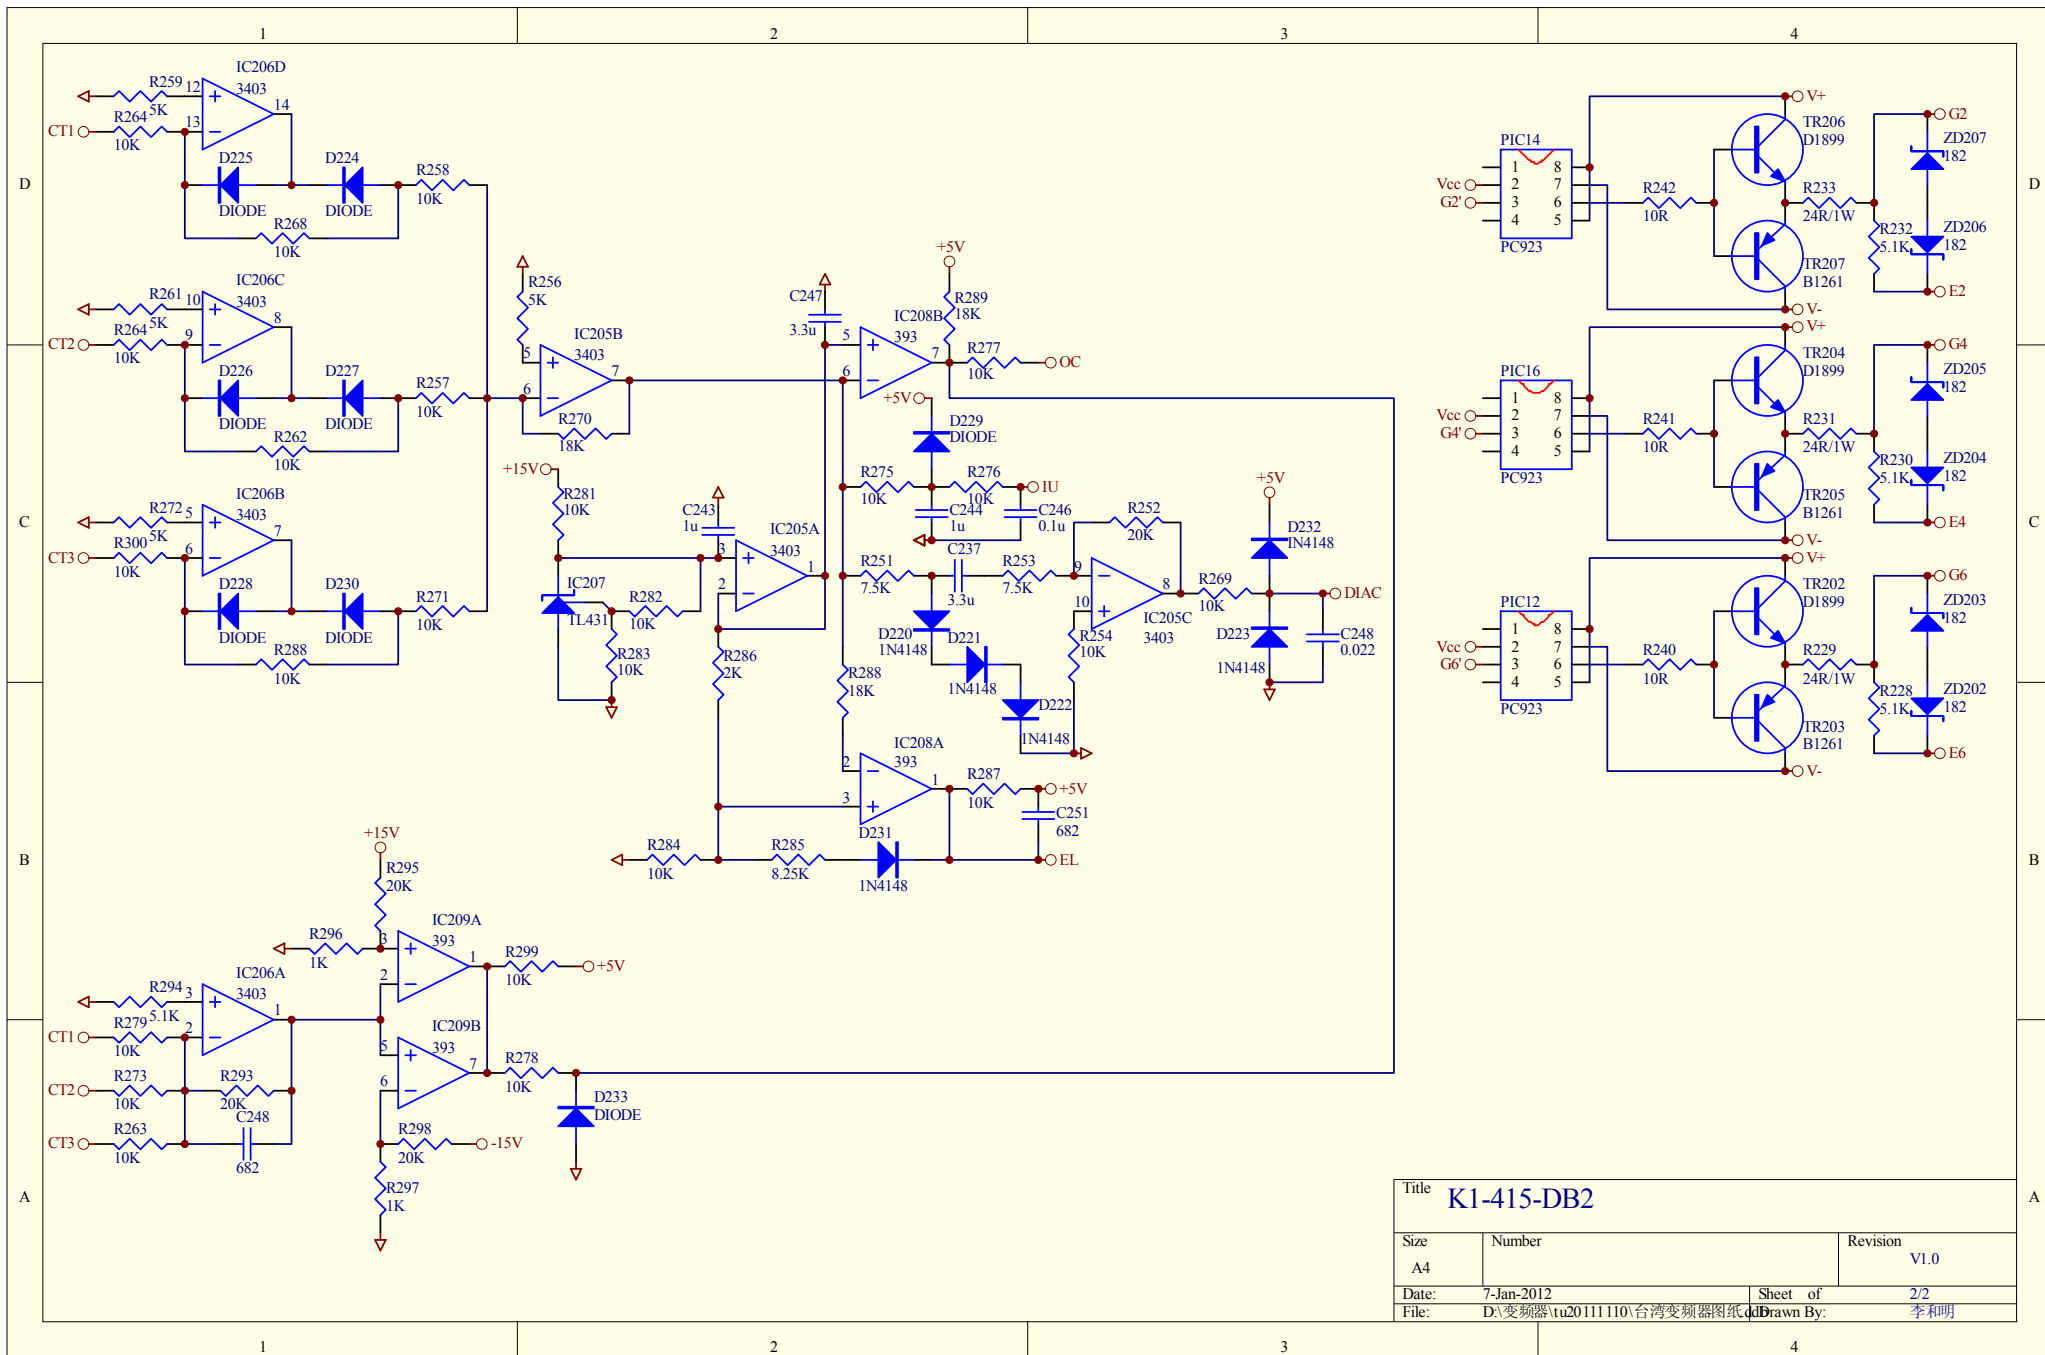 1 2 3 4
D
C
B
A
D
C
B
A
1 2 3 4
IC206D
3403
R259
5K
12
13
14
+
−
CT1
R264
10K
D225
DIODE
D224
DIODE
R258
10K
R268
10K
IC206C
3403
R261
5K
10
9
8
+
−
CT2
R264
10K
D226
DIODE
D227
DIODE
R257
10K
R262
10K
IC206B
3403
R272
5K
5
6
7
+
−
CT3
R300
10K
D228
DIODE
D230
DIODE
R271
10K
R288
10K
R256
5K
IC205B
3403
5
6
7
+
−
R270
18K
+15V
R281
10K
IC207
TL431
R282
10K
R283
10K
C243
1u
IC205A
3403
3
2
1
+
−
R286
2K
C247
3.3u
+5V
R289
18K
IC208B
393
5
6
7
+
−
R277
10K
OC
+5V
D229
DIODE
R275
10K
R276
10K
IU
C244
1u
C246
0.1u
R251
7.5K
C237
3.3u
R253
7.5K
R252
20K
D220
1N4148
D221
1N4148
D222
1N4148
9
10
8
−
+
IC205C
3403
R254
10K
R269
10K
+5V
D232
IN4148
DIAC
D223
1N4148
C248
0.022
R288
18K
IC208A
393
2
3
1
−
+
R287
10K
+5V
C251
682
R284
10K
R285
8.25K
D231
1N4148
EL
+15V
R295
20K
R296
1K
IC209A
393
3
2
1
+
−
R299
10K
+5V
IC206A
3403
R294
5.1K
3
2
1
+
−
CT1
R279
10K
CT2
R273
10K
R293
20K
C248
682
CT3
R263
10K
IC209B
393
5
6
7
+
−
R278
10K
R298
20K
-15V
R297
1K
D233
DIODE
PIC14
1
2
3
4
8
7
6
5
PC923
Vcc
G2'
R242
10R
V+
TR206
D1899
TR207
B1261
V-
R233
24R/1W
R232
5.1K
G2
ZD207
182
ZD206
182
E2
PIC16
1
2
3
4
8
7
6
5
PC923
Vcc
G4'
R241
10R
V+
TR204
D1899
TR205
B1261
V-
R231
24R/1W
R230
5.1K
G4
ZD205
182
ZD204
182
E4
PIC12
1
2
3
4
8
7
6
5
PC923
Vcc
G6'
R240
10R
V+
TR202
D1899
TR203
B1261
V-
R229
24R/1W
R228
5.1K
G6
ZD203
182
ZD202
182
E6
Title K1-415-DB2
Size Number Revision
A4 V1.0
Date: 7-Jan-2012 Sheet of 2/2
File: D:\变频器\tu20111110\台湾变频器图纸.ddb Drawn By: 李和明